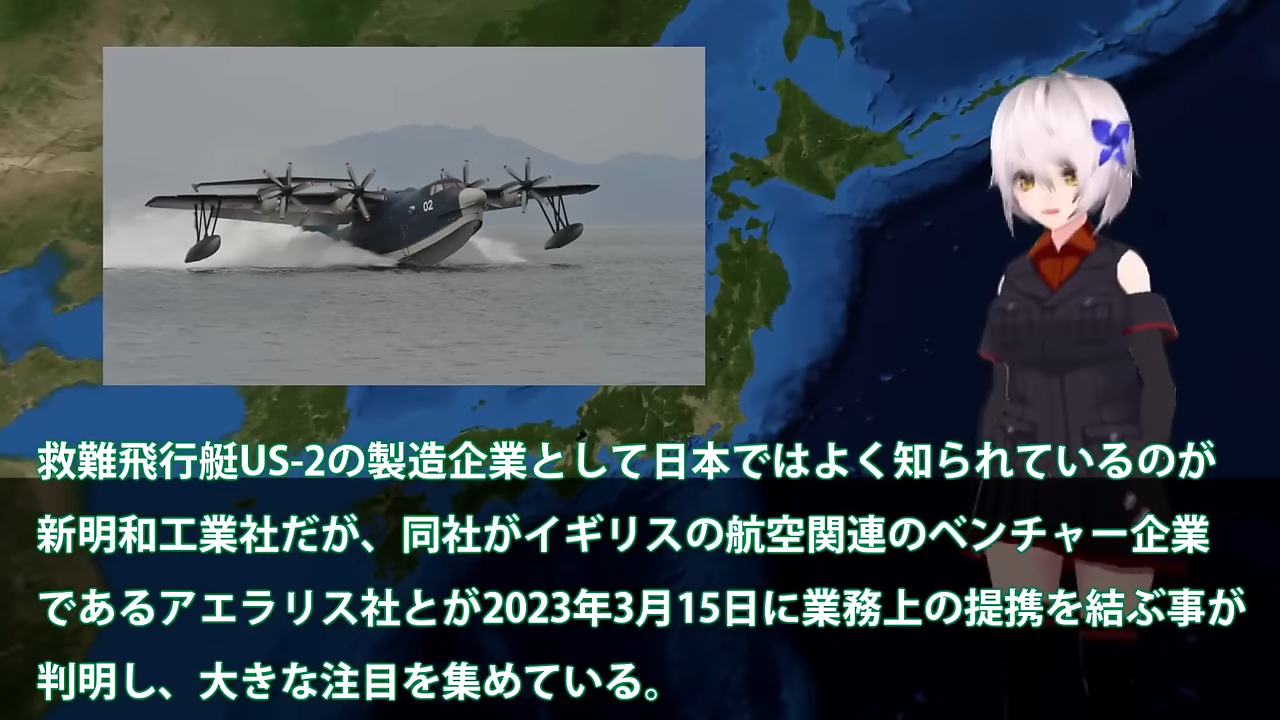 02
救難飛行艇US-2の製造企業として日本ではよく知られているのが
新明和工業社だが、同社がイギリスの航空関連のベンチャー企業
であるアエラリス社とが2023年3月15日に業務上の提携を結ぶ事が
判明し、大きな注目を集めている。